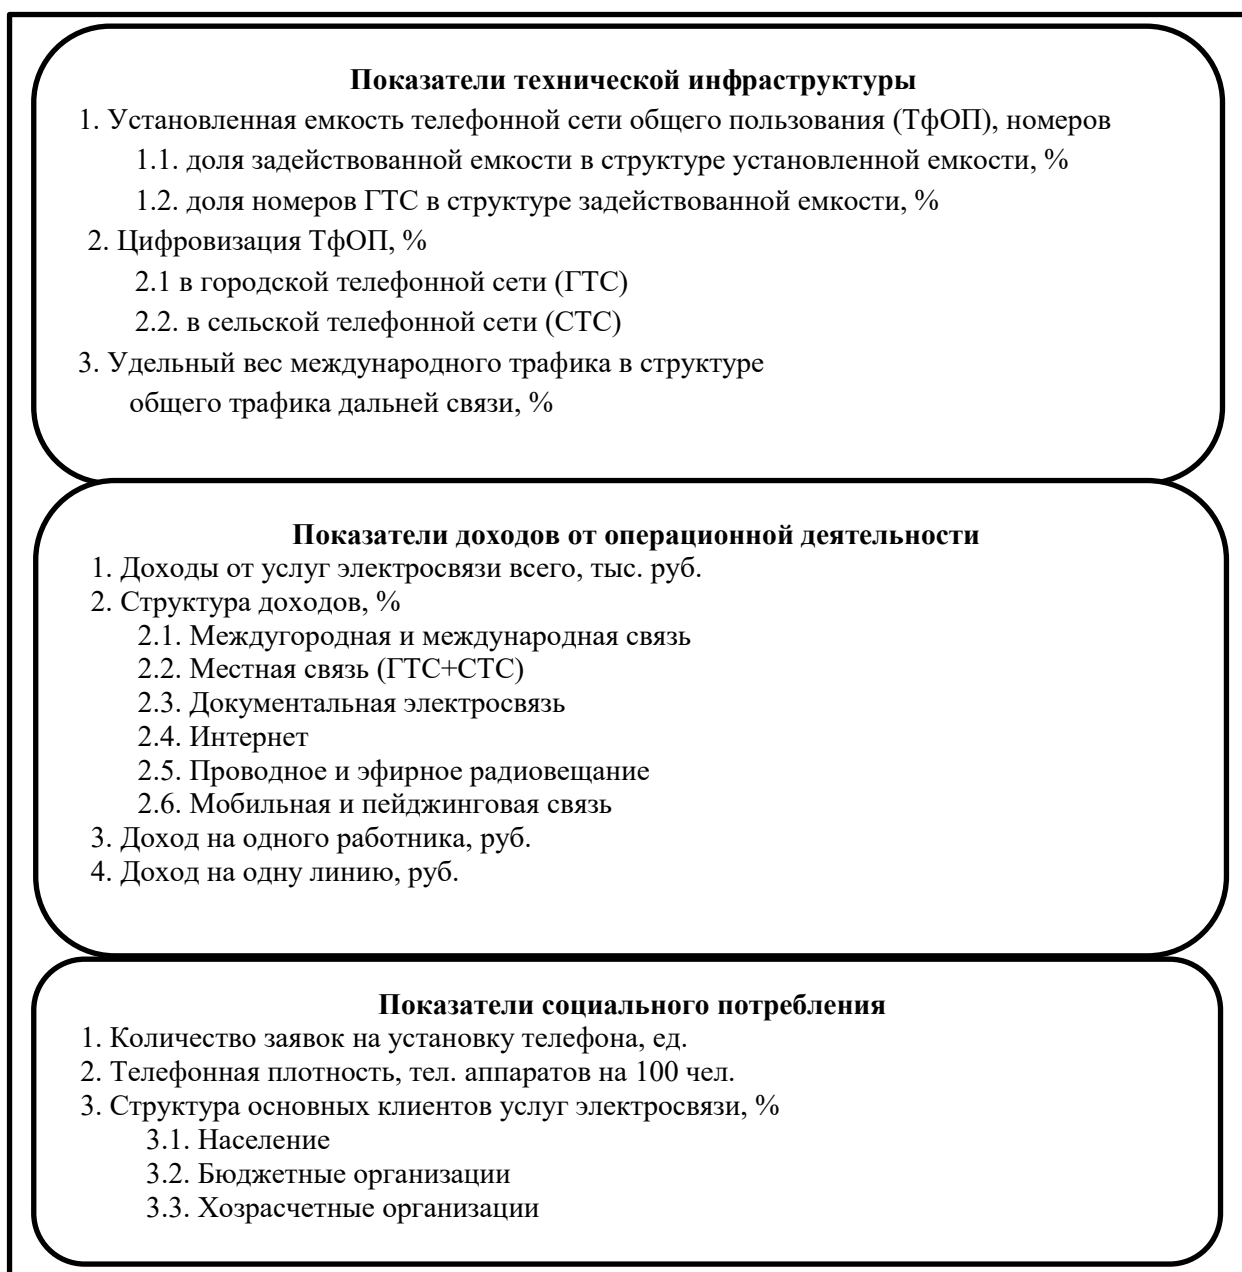 Показатели технической инфраструктуры
1. Установленная емкость телефонной сети общего пользования (ТфОП), номеров
1.1. доля задействованной емкости в структуре установленной емкости, %
1.2. доля номеров ГТС в структуре задействованной емкости, %
2. Цифровизация ТфОП, %
2.1 в городской телефонной сети (ГТС)
2.2. в сельской телефонной сети (СТС)
3. Удельный вес международного трафика в структуре
общего трафика дальней связи, %
Показатели доходов от операционной деятельности
1. Доходы от услуг электросвязи всего, тыс. руб.
2. Структура доходов, %
2.1. Междугородная и международная связь
2.2. Местная связь (ГТС+СТС)
2.3. Документальная электросвязь
2.4. Интернет
2.5. Проводное и эфирное радиовещание
2.6. Мобильная и пейджинговая связь
3. Доход на одного работника, руб.
4. Доход на одну линию, руб.
Показатели социального потребления
1. Количество заявок на установку телефона, ед.
2. Телефонная плотность, тел. аппаратов на 100 чел.
3. Структура основных клиентов услуг электросвязи, %
3.1. Население
3.2. Бюджетные организации
3.3. Хозрасчетные организации